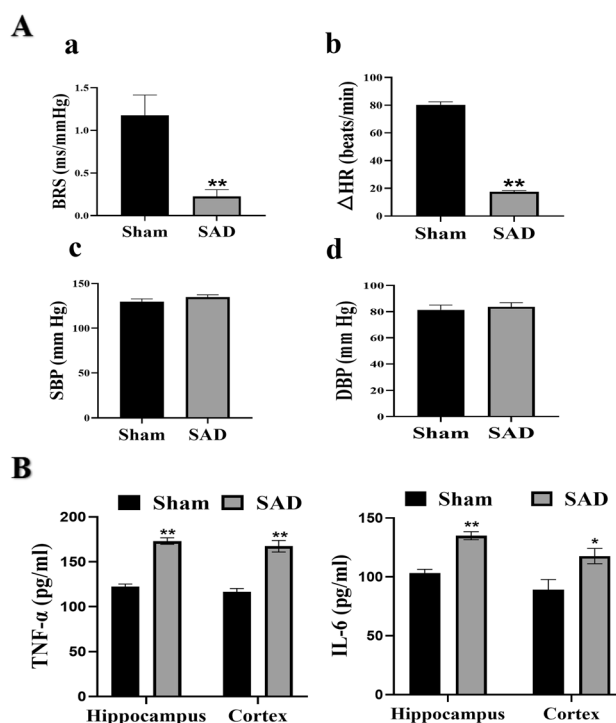 A
a
BRS (ms/mmHg)
1.5
1.0
0.5
0.0
**
Sham SAD
b
△HR (beats/min)
100
80
60
40
20
0
**
Sham SAD
c
SBP (mm Hg)
150
100
50
0
Sham SAD
d
DBP (mm Hg)
100
80
60
40
20
0
Sham SAD
B
Sham SAD
TNF-α (pg/ml)
200
150
100
50
0
** **
Hippocampus Cortex
Sham SAD
IL-6 (pg/ml)
150
100
50
0
** *
Hippocampus Cortex